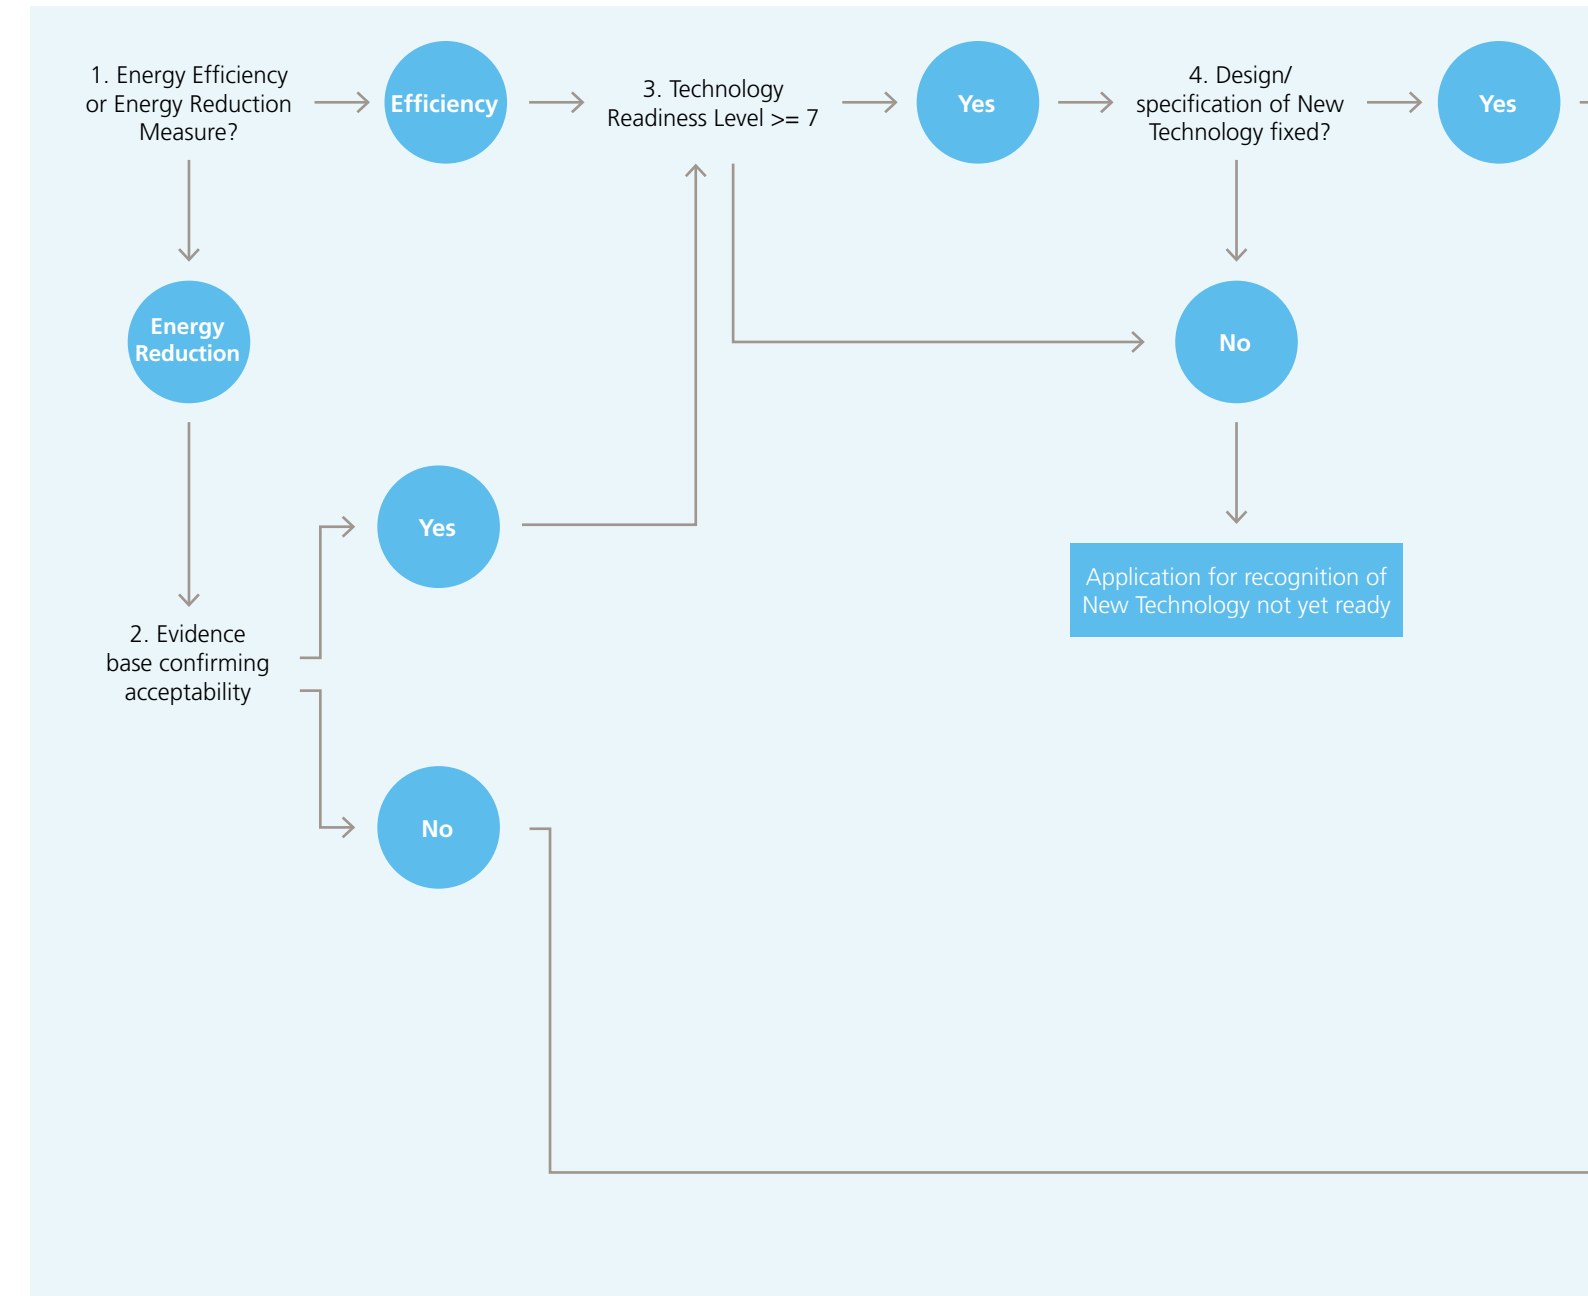 1. Energy Efficiency
or Energy Reduction
Measure?
Efficiency
3. Technology
Readiness Level >= 7
Yes
4. Design/
specification of New
Technology fixed?
Yes
Energy
Reduction
No
Yes
Application for recognition of
New Technology not yet ready
2. Evidence
base confirming
acceptability
No